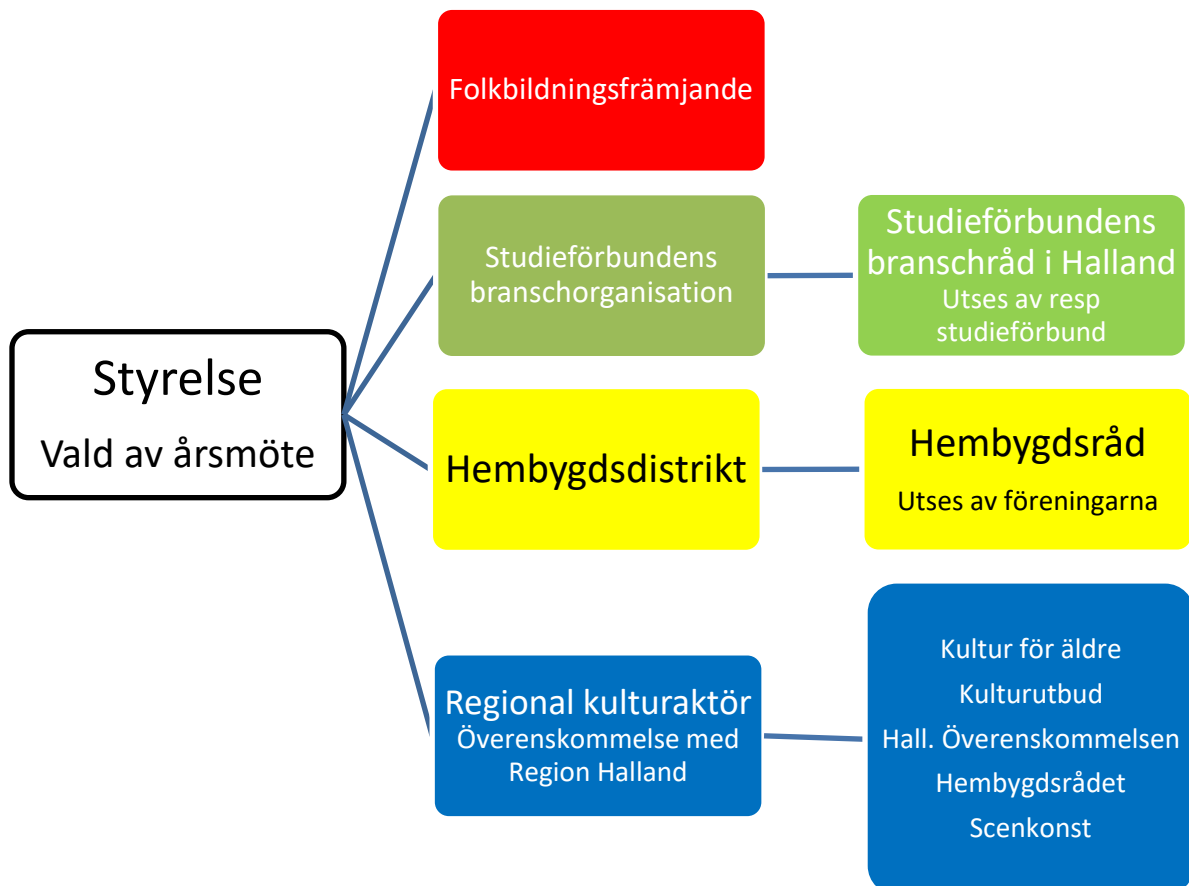 Folkbildningsfrämjande
Studieförbundens
branschorganisation
Studieförbundens
branschråd i Halland
Utses av resp
studieförbund
Styrelse
Vald av årsmöte
Hembygdsdistrikt
Hembygdsråd
Utses av föreningarna
Regional kulturaktör
Överenskommelse med
Region Halland
Kultur för äldre
Kulturutbud
Hall. Överenskommelsen
Hembygdsrådet
Scenkonst